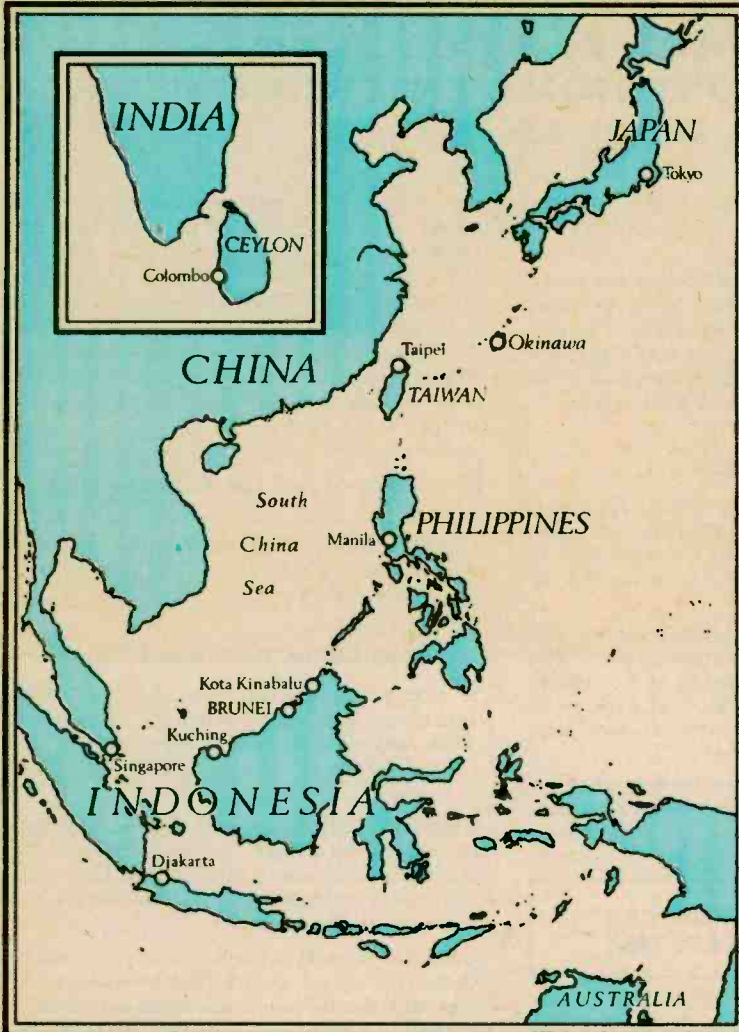 INDIA
CEYLON
Colombo
JAPAN
Tokyo
Okinawa
CHINA
Taipei
TAIWAN
South
China
Sea
PHILIPPINES
Manila
Kota Kinabalu
BRUNEI
Kuching
Singapore
INDONESIA
Djakarta
AUSTRALIA